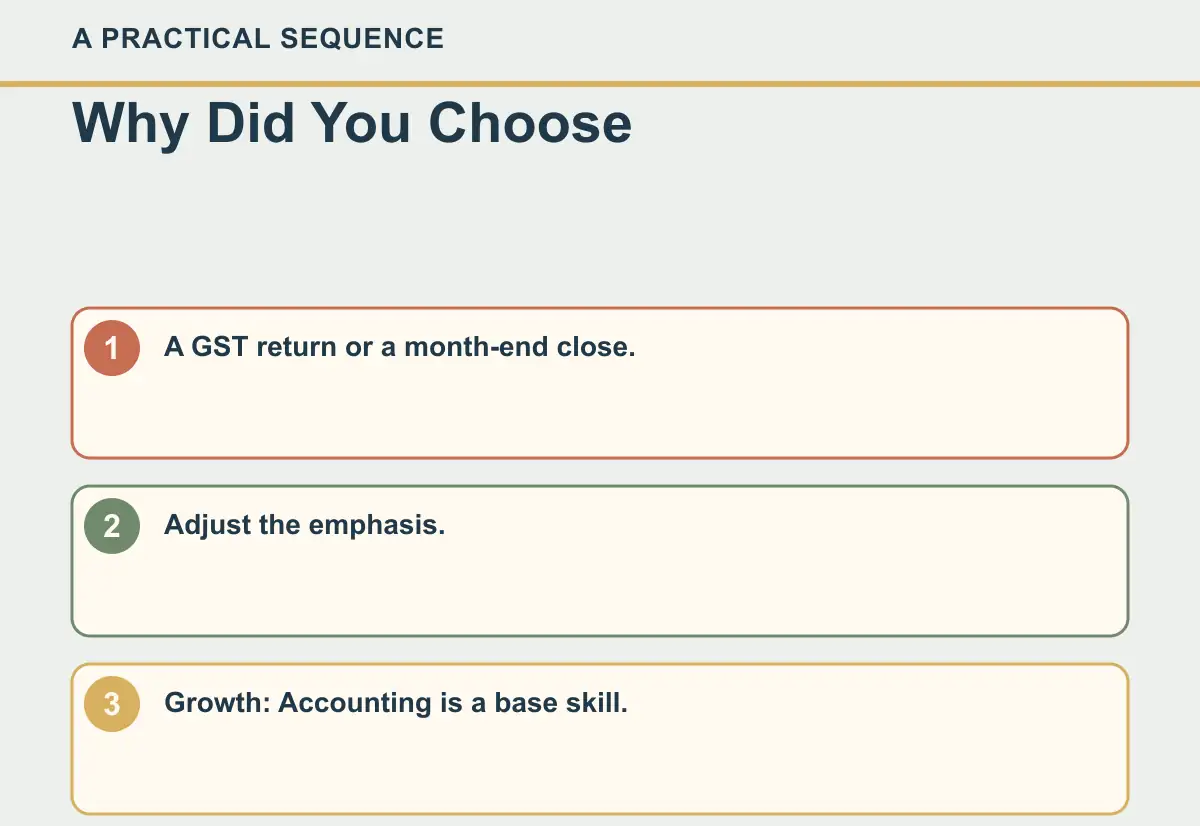 A PRACTICAL SEQUENCE
Why Did You Choose
1 A GST return or a month-end close.
2 Adjust the emphasis.
3 Growth: Accounting is a base skill.